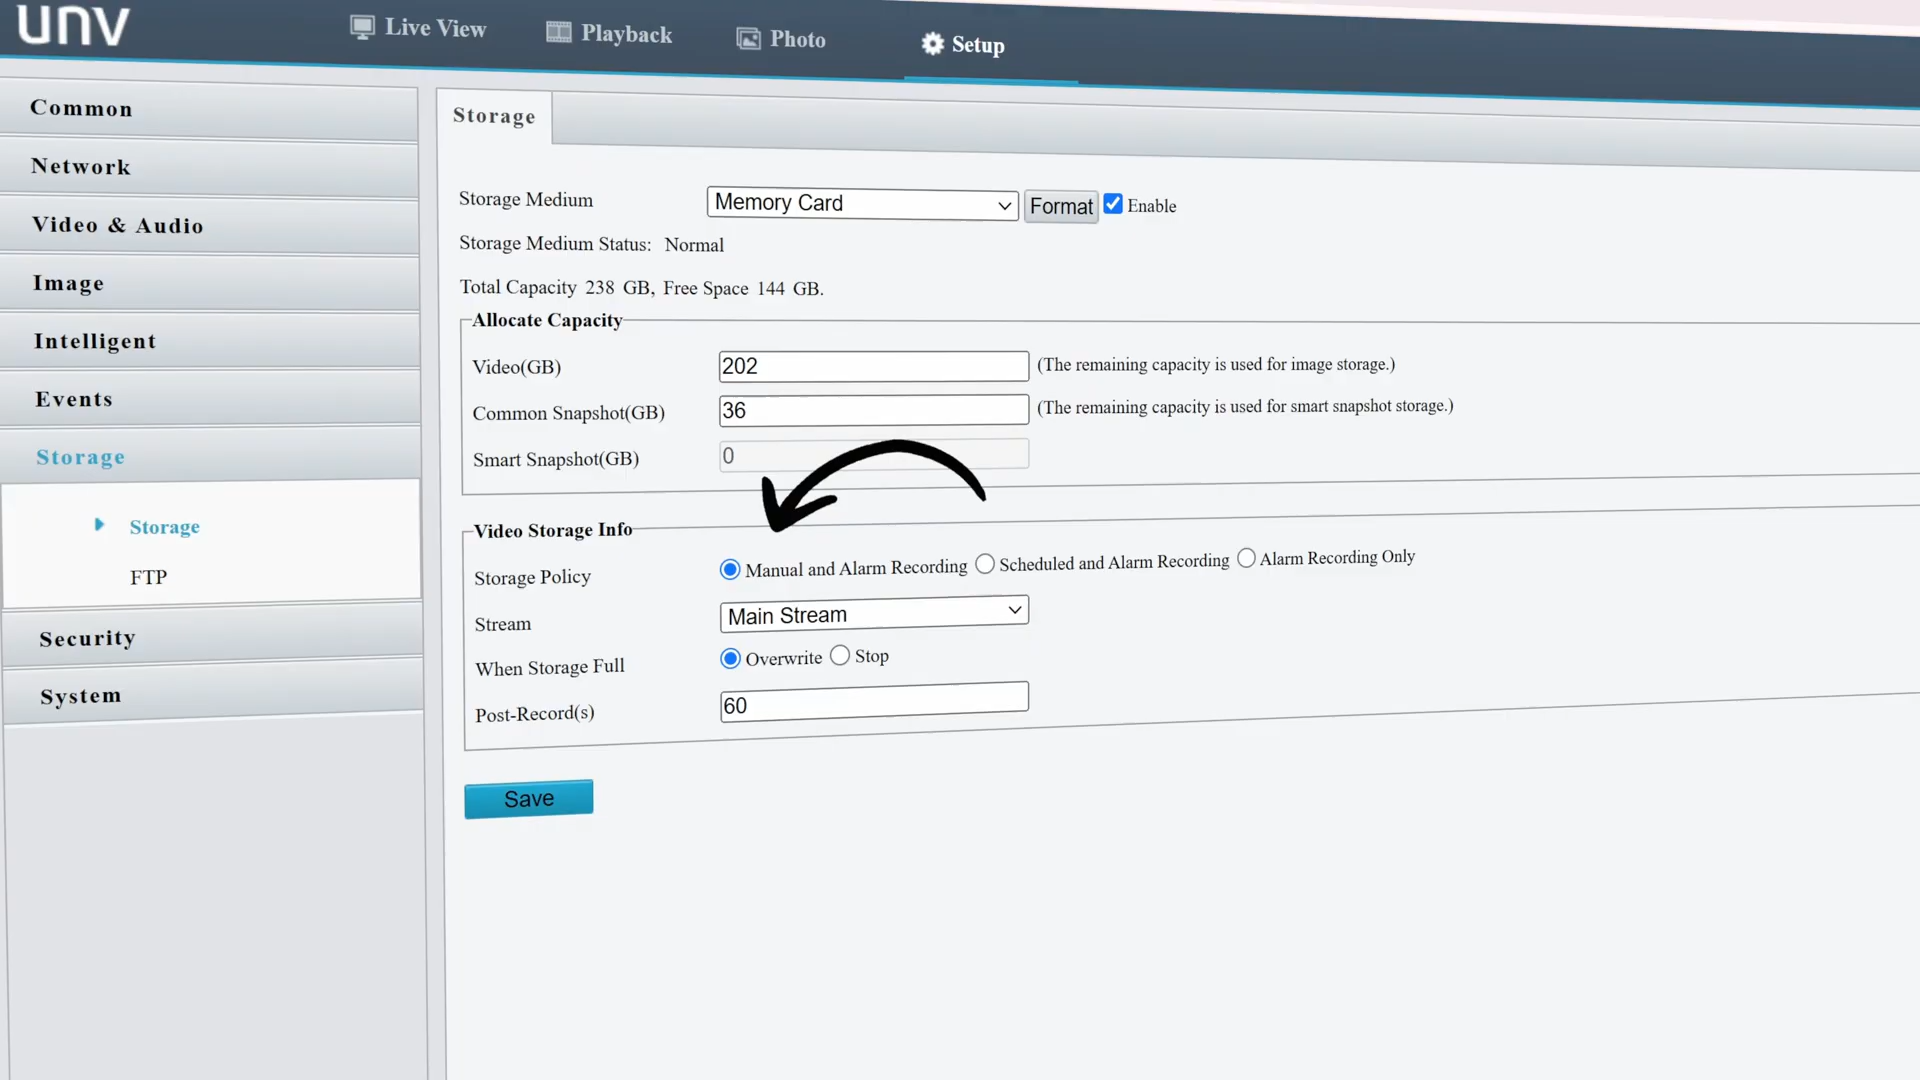 unv
Live View
Playback
Photo
Setup
Common
Network
Video & Audio
Image
Intelligent
Events
Storage
Storage
FTP
Security
System
Storage
Storage Medium Memory Card Format Enable
Storage Medium Status: Normal
Total Capacity 238 GB, Free Space 144 GB.
Allocate Capacity
Video(GB) 202 (The remaining capacity is used for image storage.)
Common Snapshot(GB) 36 (The remaining capacity is used for smart snapshot storage.)
Smart Snapshot(GB) 0
Video Storage Info
Storage Policy Manual and Alarm Recording Scheduled and Alarm Recording Alarm Recording Only
Stream Main Stream
When Storage Full Overwrite Stop
Post-Record(s) 60
Save